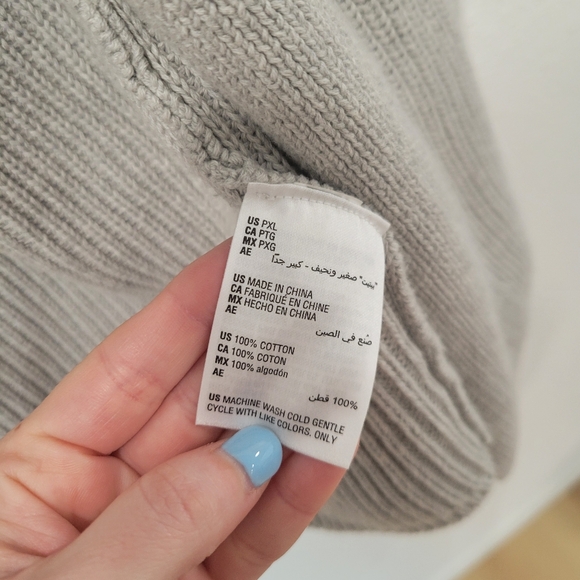 US PXL
CA PTG
MX PXG
AE
"بيتيت" صغير ونحيف - كبير جدًا
US MADE IN CHINA
CA FABRIQUÉ EN CHINE
MX HECHO EN CHINA
AE
صُنع في الصين
US 100% COTTON
CA 100% COTON
MX 100% algodón
AE
100% قطن
US MACHINE WASH COLD GENTLE
CYCLE WITH LIKE COLORS. ONLY